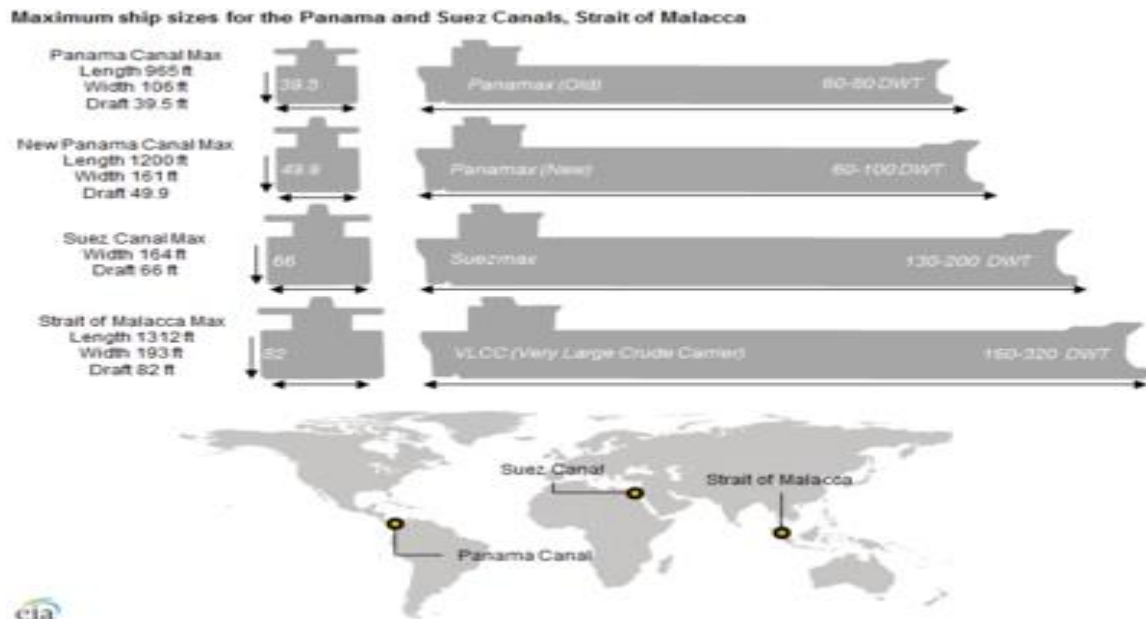 Maximum ship sizes for the Panama and Suez Canals, Strait of Malacca
Panama Canal Max
Length 965 ft
Width 106 ft
Draft 39.5 ft
39.5
Panamax (Old)
60-80 DWT
New Panama Canal Max
Length 1200 ft
Width 161 ft
Draft 49.9
49.9
Panamax (New)
60-100 DWT
Suez Canal Max
Width 164 ft
Draft 66 ft
66
Suezmax
130-200 DWT
Strait of Malacca Max
Length 1312 ft
Width 193 ft
Draft 82 ft
82
VLCC (Very Large Crude Carrier)
160-320 DWT
Suez Canal
Strait of Malacca
Panama Canal
eia